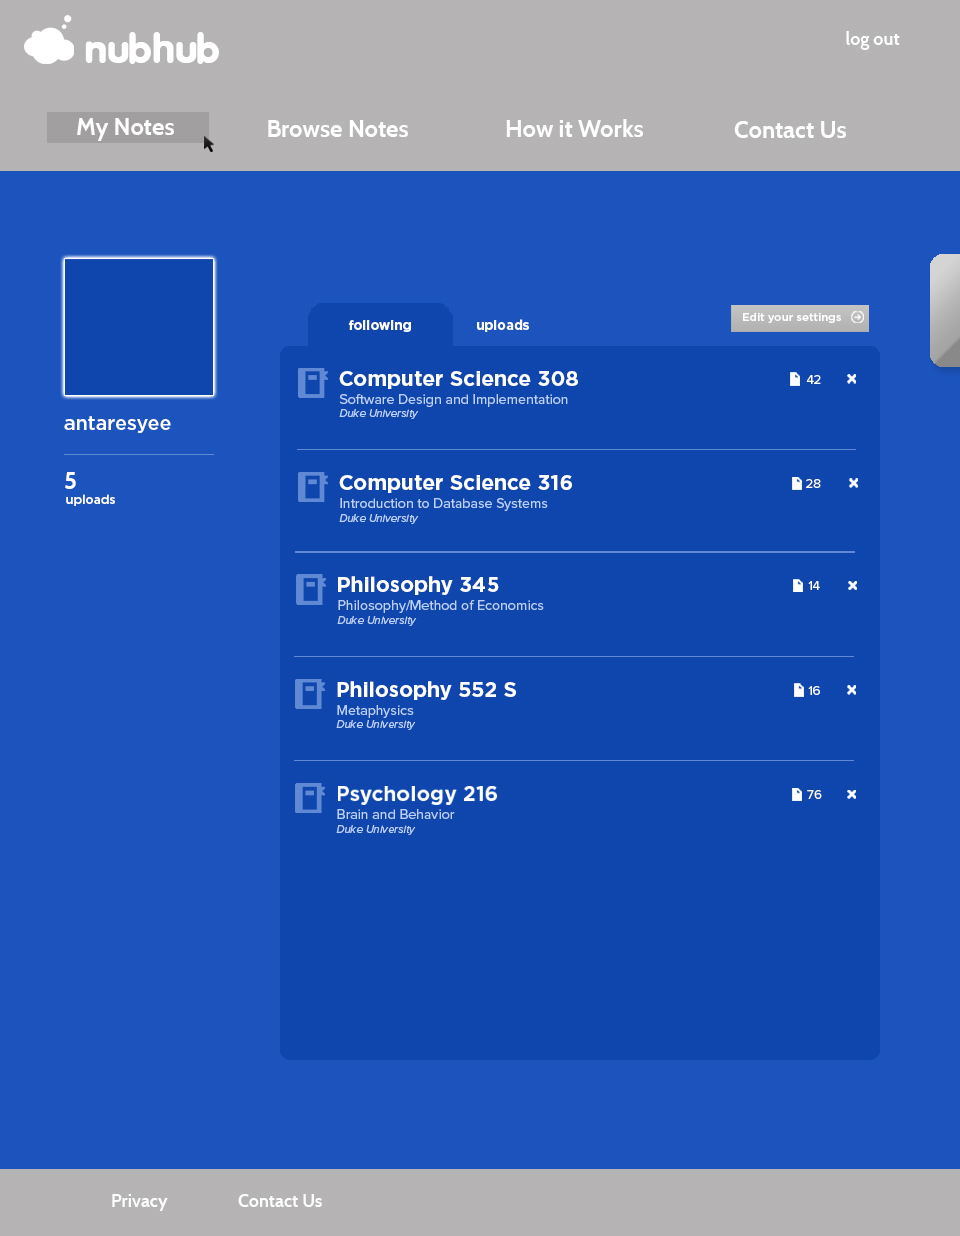 nubhub
log out
My Notes
Browse Notes
How it Works
Contact Us
following
uploads
Edit your settings
antaresyee
5
uploads
Computer Science 308
42
Software Design and Implementation
Duke University
Computer Science 316
28
Introduction to Database Systems
Duke University
Philosophy 345
14
Philosophy/Method of Economics
Duke University
Philosophy 552 S
16
Metaphysics
Duke University
Psychology 216
76
Brain and Behavior
Duke University
Privacy
Contact Us